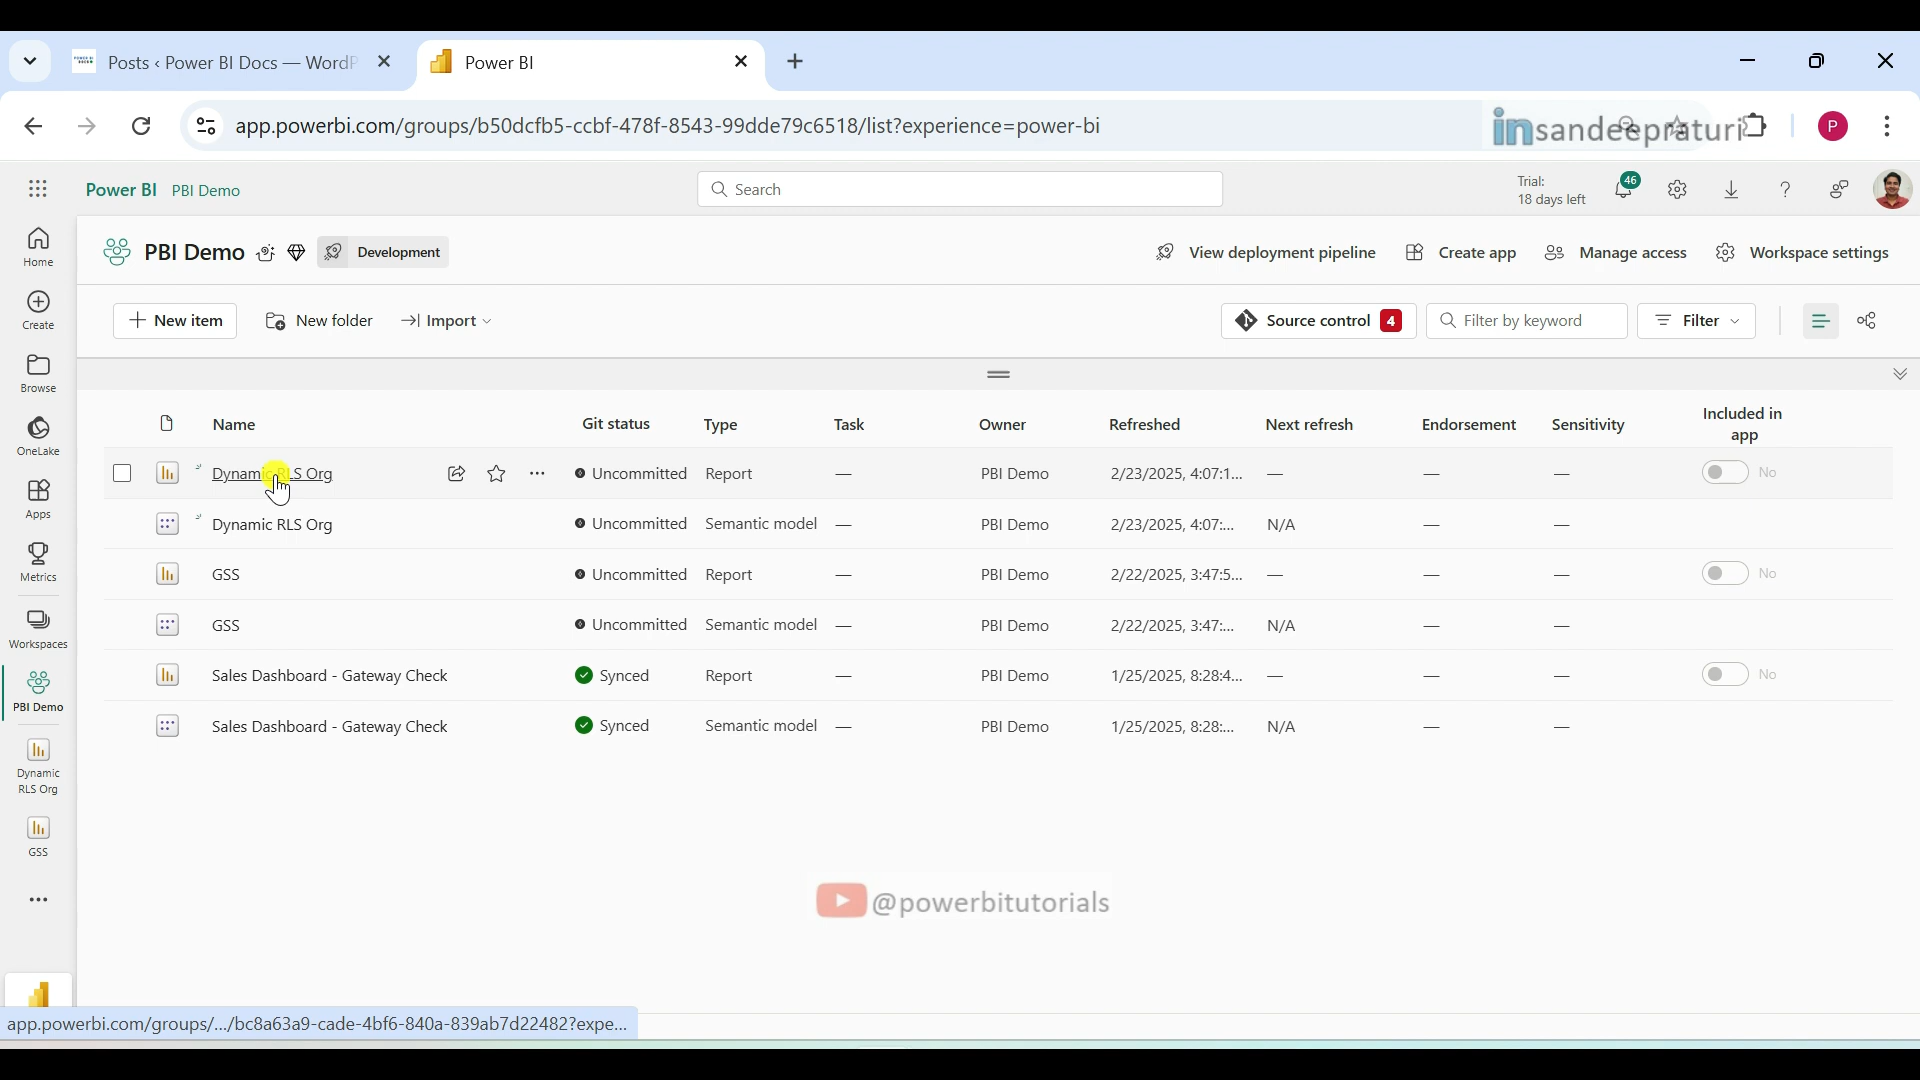 Posts ‹ Power BI Docs — WordP
Power BI
app.powerbi.com/groups/b50dcfb5-ccbf-478f-8543-99dde79c6518/list?experience=power-bi
insandeepraturi
P
Power BI PBI Demo
Search
Trial:
18 days left
46
?
PBI Demo
Development
View deployment pipeline
Create app
Manage access
Workspace settings
New item
New folder
Import
Source control 4
Filter by keyword
Filter
Home
Create
Browse
OneLake
Apps
Metrics
Workspaces
PBI Demo
Dynamic
RLS Org
GSS
Name Git status Type Task Owner Refreshed Next refresh Endorsement Sensitivity Included in
app
Dynamic RLS Org Uncommitted Report — PBI Demo 2/23/2025, 4:07:1... — — — No
Dynamic RLS Org Uncommitted Semantic model — PBI Demo 2/23/2025, 4:07:... N/A — —
GSS Uncommitted Report — PBI Demo 2/22/2025, 3:47:5... — — — No
GSS Uncommitted Semantic model — PBI Demo 2/22/2025, 3:47:... N/A — —
Sales Dashboard - Gateway Check Synced Report — PBI Demo 1/25/2025, 8:28:4... — — — No
Sales Dashboard - Gateway Check Synced Semantic model — PBI Demo 1/25/2025, 8:28:... N/A — —
@powerbitutorials
app.powerbi.com/groups/.../bc8a63a9-cade-4bf6-840a-839ab7d22482?expe...